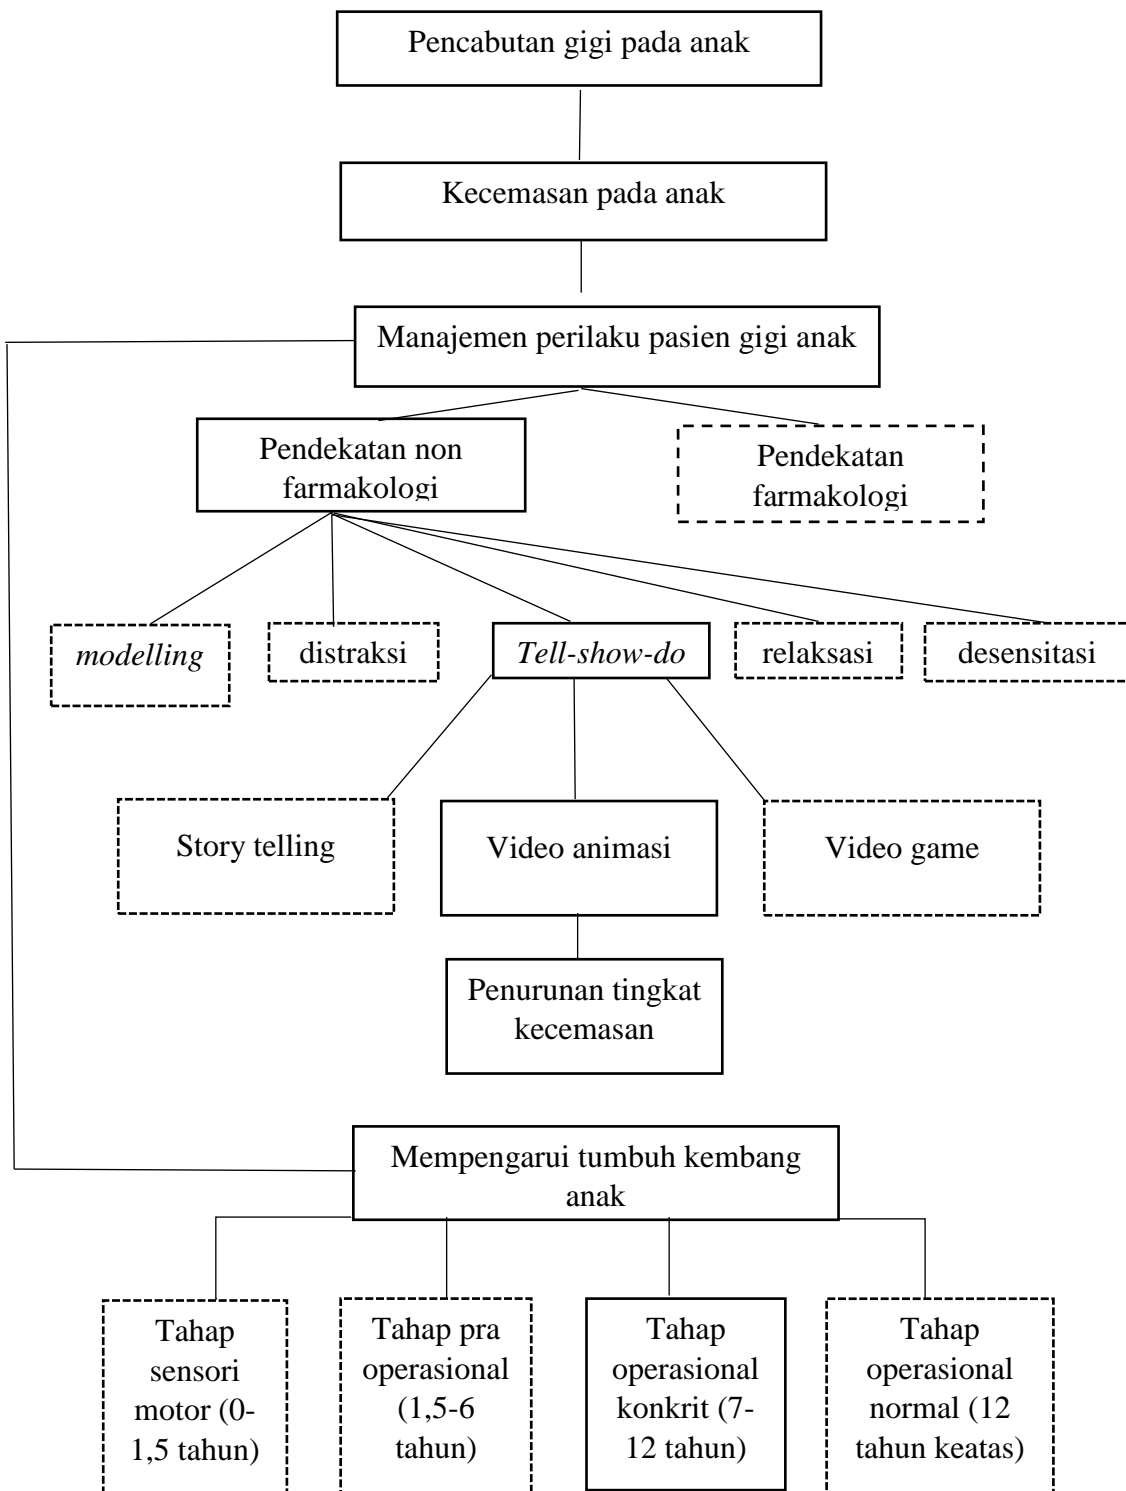 Pencabutan gigi pada anak
Kecemasan pada anak
Manajemen perilaku pasien gigi anak
Pendekatan non
farmakologi
Pendekatan
farmakologi
modelling
distraksi
Tell-show-do
relaksasi
desensitasi
Story telling
Video animasi
Video game
Penurunan tingkat
kecemasan
Mempengarui tumbuh kembang
anak
Tahap
sensori
motor (0-
1,5 tahun)
Tahap pra
operasional
(1,5-6
tahun)
Tahap
operasional
konkrit (7-
12 tahun)
Tahap
operasional
normal (12
tahun keatas)